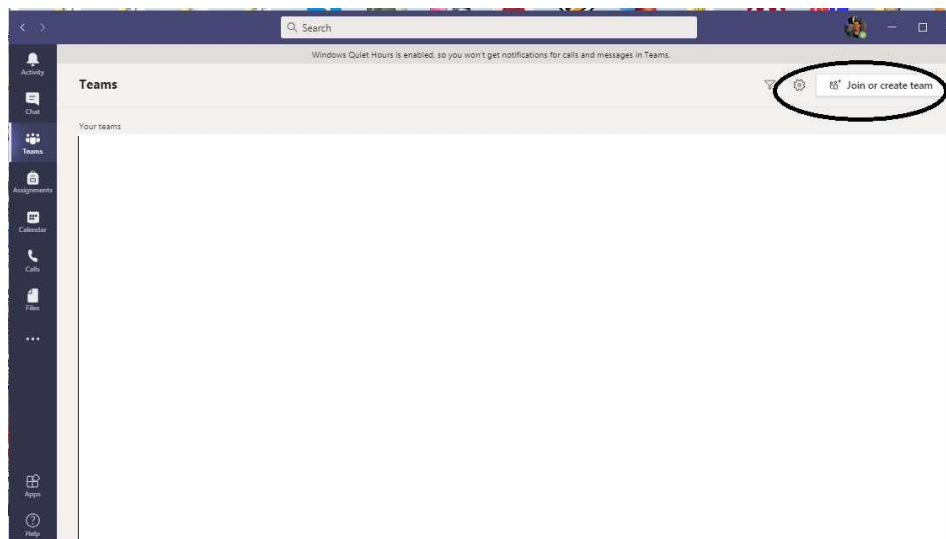 Search
Windows Quiet Hours is enabled, so you won't get notifications for calls and messages in Teams.
Activity
Chat
Teams
Assignments
Calendar
Calls
Files
Apps
Help
Teams
Join or create team
Your teams